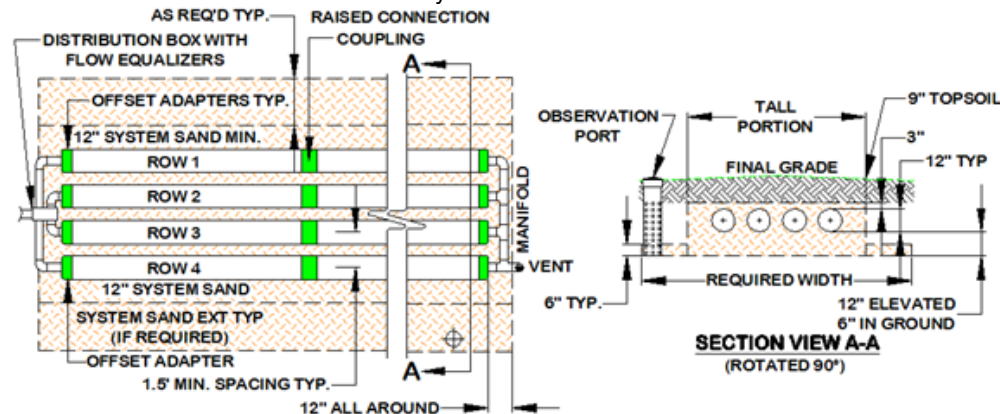 AS REQ'D TYP.
RAISED CONNECTION
COUPLING
DISTRIBUTION BOX WITH
FLOW EQUALIZERS
A
OFFSET ADAPTERS TYP.
12" SYSTEM SAND MIN.
ROW 1
ROW 2
ROW 3
ROW 4
MANIFOLD
VENT
12" SYSTEM SAND
SYSTEM SAND EXT TYP
(IF REQUIRED)
OFFSET ADAPTER
1.5' MIN. SPACING TYP.
A
12" ALL AROUND
OBSERVATION
PORT
TALL
PORTION
9" TOPSOIL
3"
12" TYP
FINAL GRADE
REQUIRED WIDTH
6" TYP.
12" ELEVATED
6" IN GROUND
SECTION VIEW A-A
(ROTATED 90°)